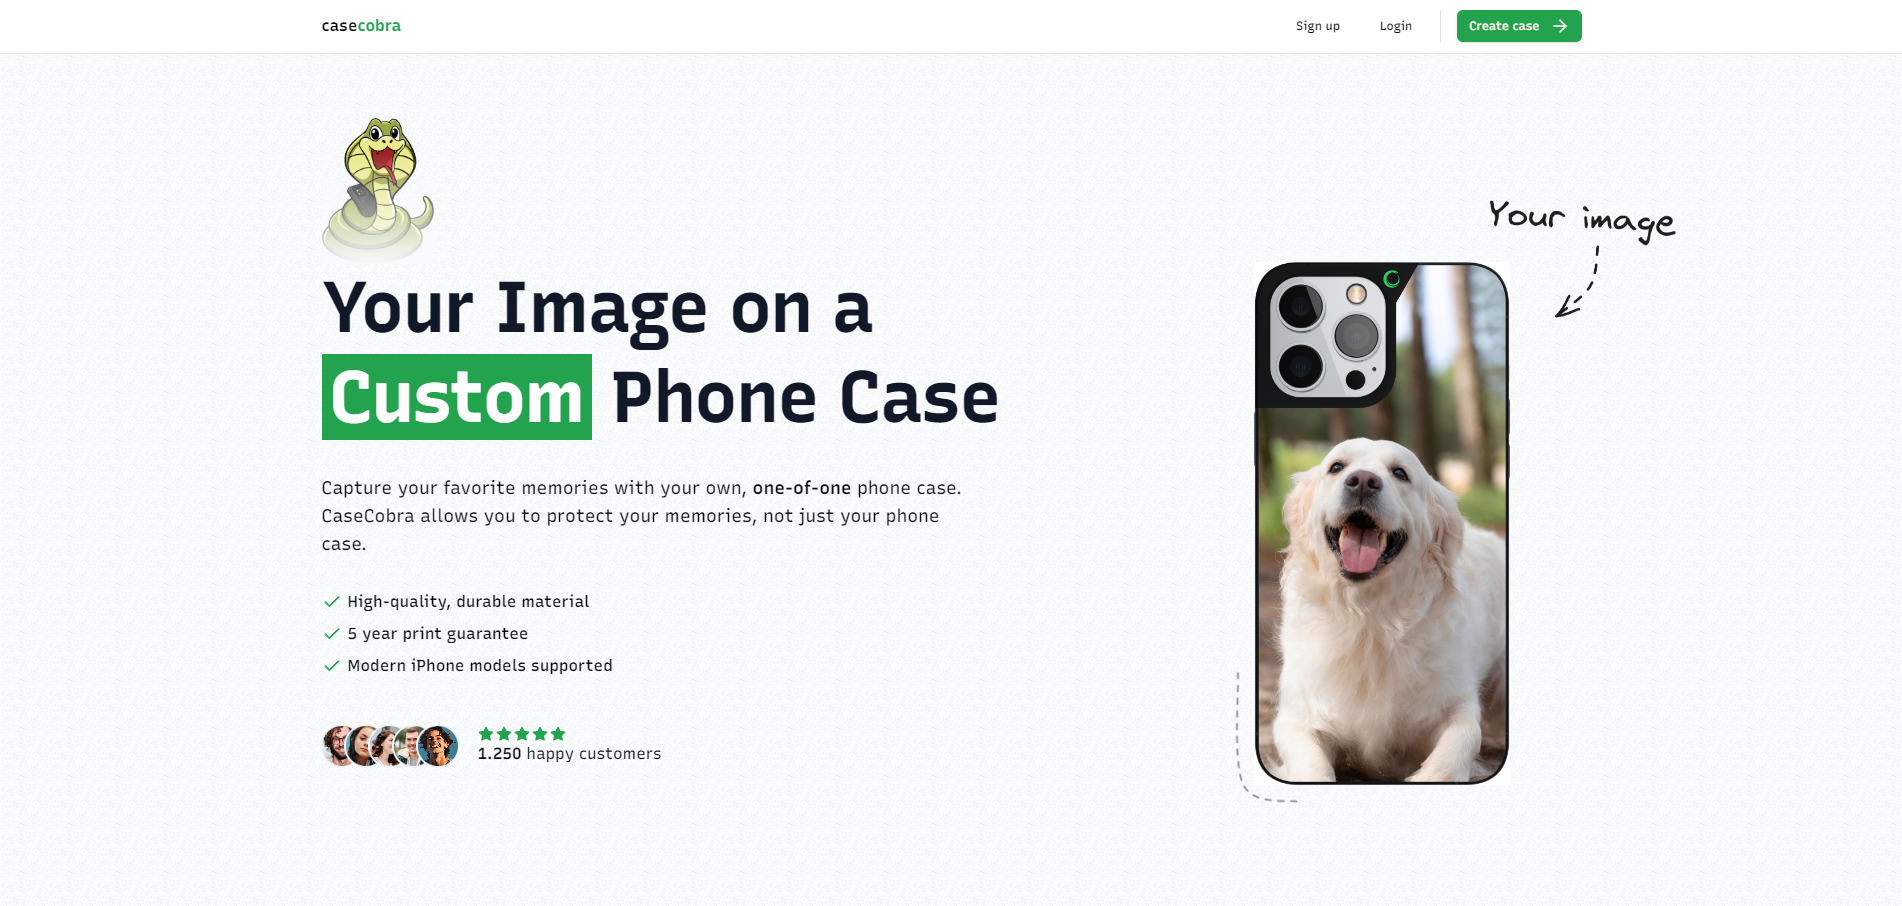 casecobra
Sign up
Login
Create case
Your image
Your Image on a
Custom Phone Case
Capture your favorite memories with your own, one-of-one phone case.
CaseCobra allows you to protect your memories, not just your phone
case.
High-quality, durable material
5 year print guarantee
Modern iPhone models supported
1.250 happy customers